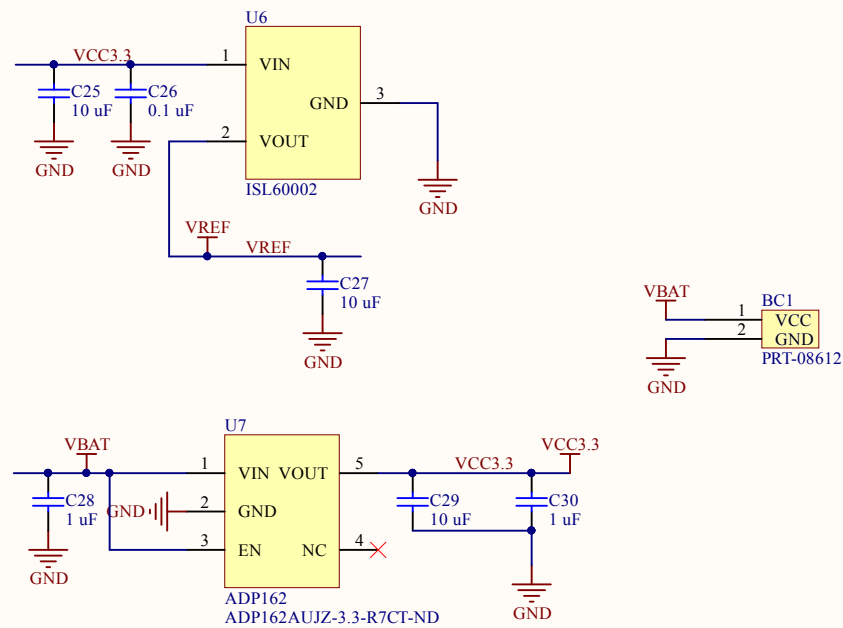 U6
VCC3.3
1
VIN
C25
10 uF
C26
0.1 uF
GND
3
2
VOUT
GND
GND
ISL60002
GND
VREF
VREF
C27
10 uF
GND
VBAT
BC1
1
VCC
2
GND
PRT-08612
GND
U7
VBAT
VCC3.3
VCC3.3
1
VIN
VOUT
5
C28
1 uF
GND
2
GND
C29
10 uF
C30
1 uF
3
EN
NC
4
GND
ADP162
GND
ADP162AUJZ-3.3-R7CT-ND